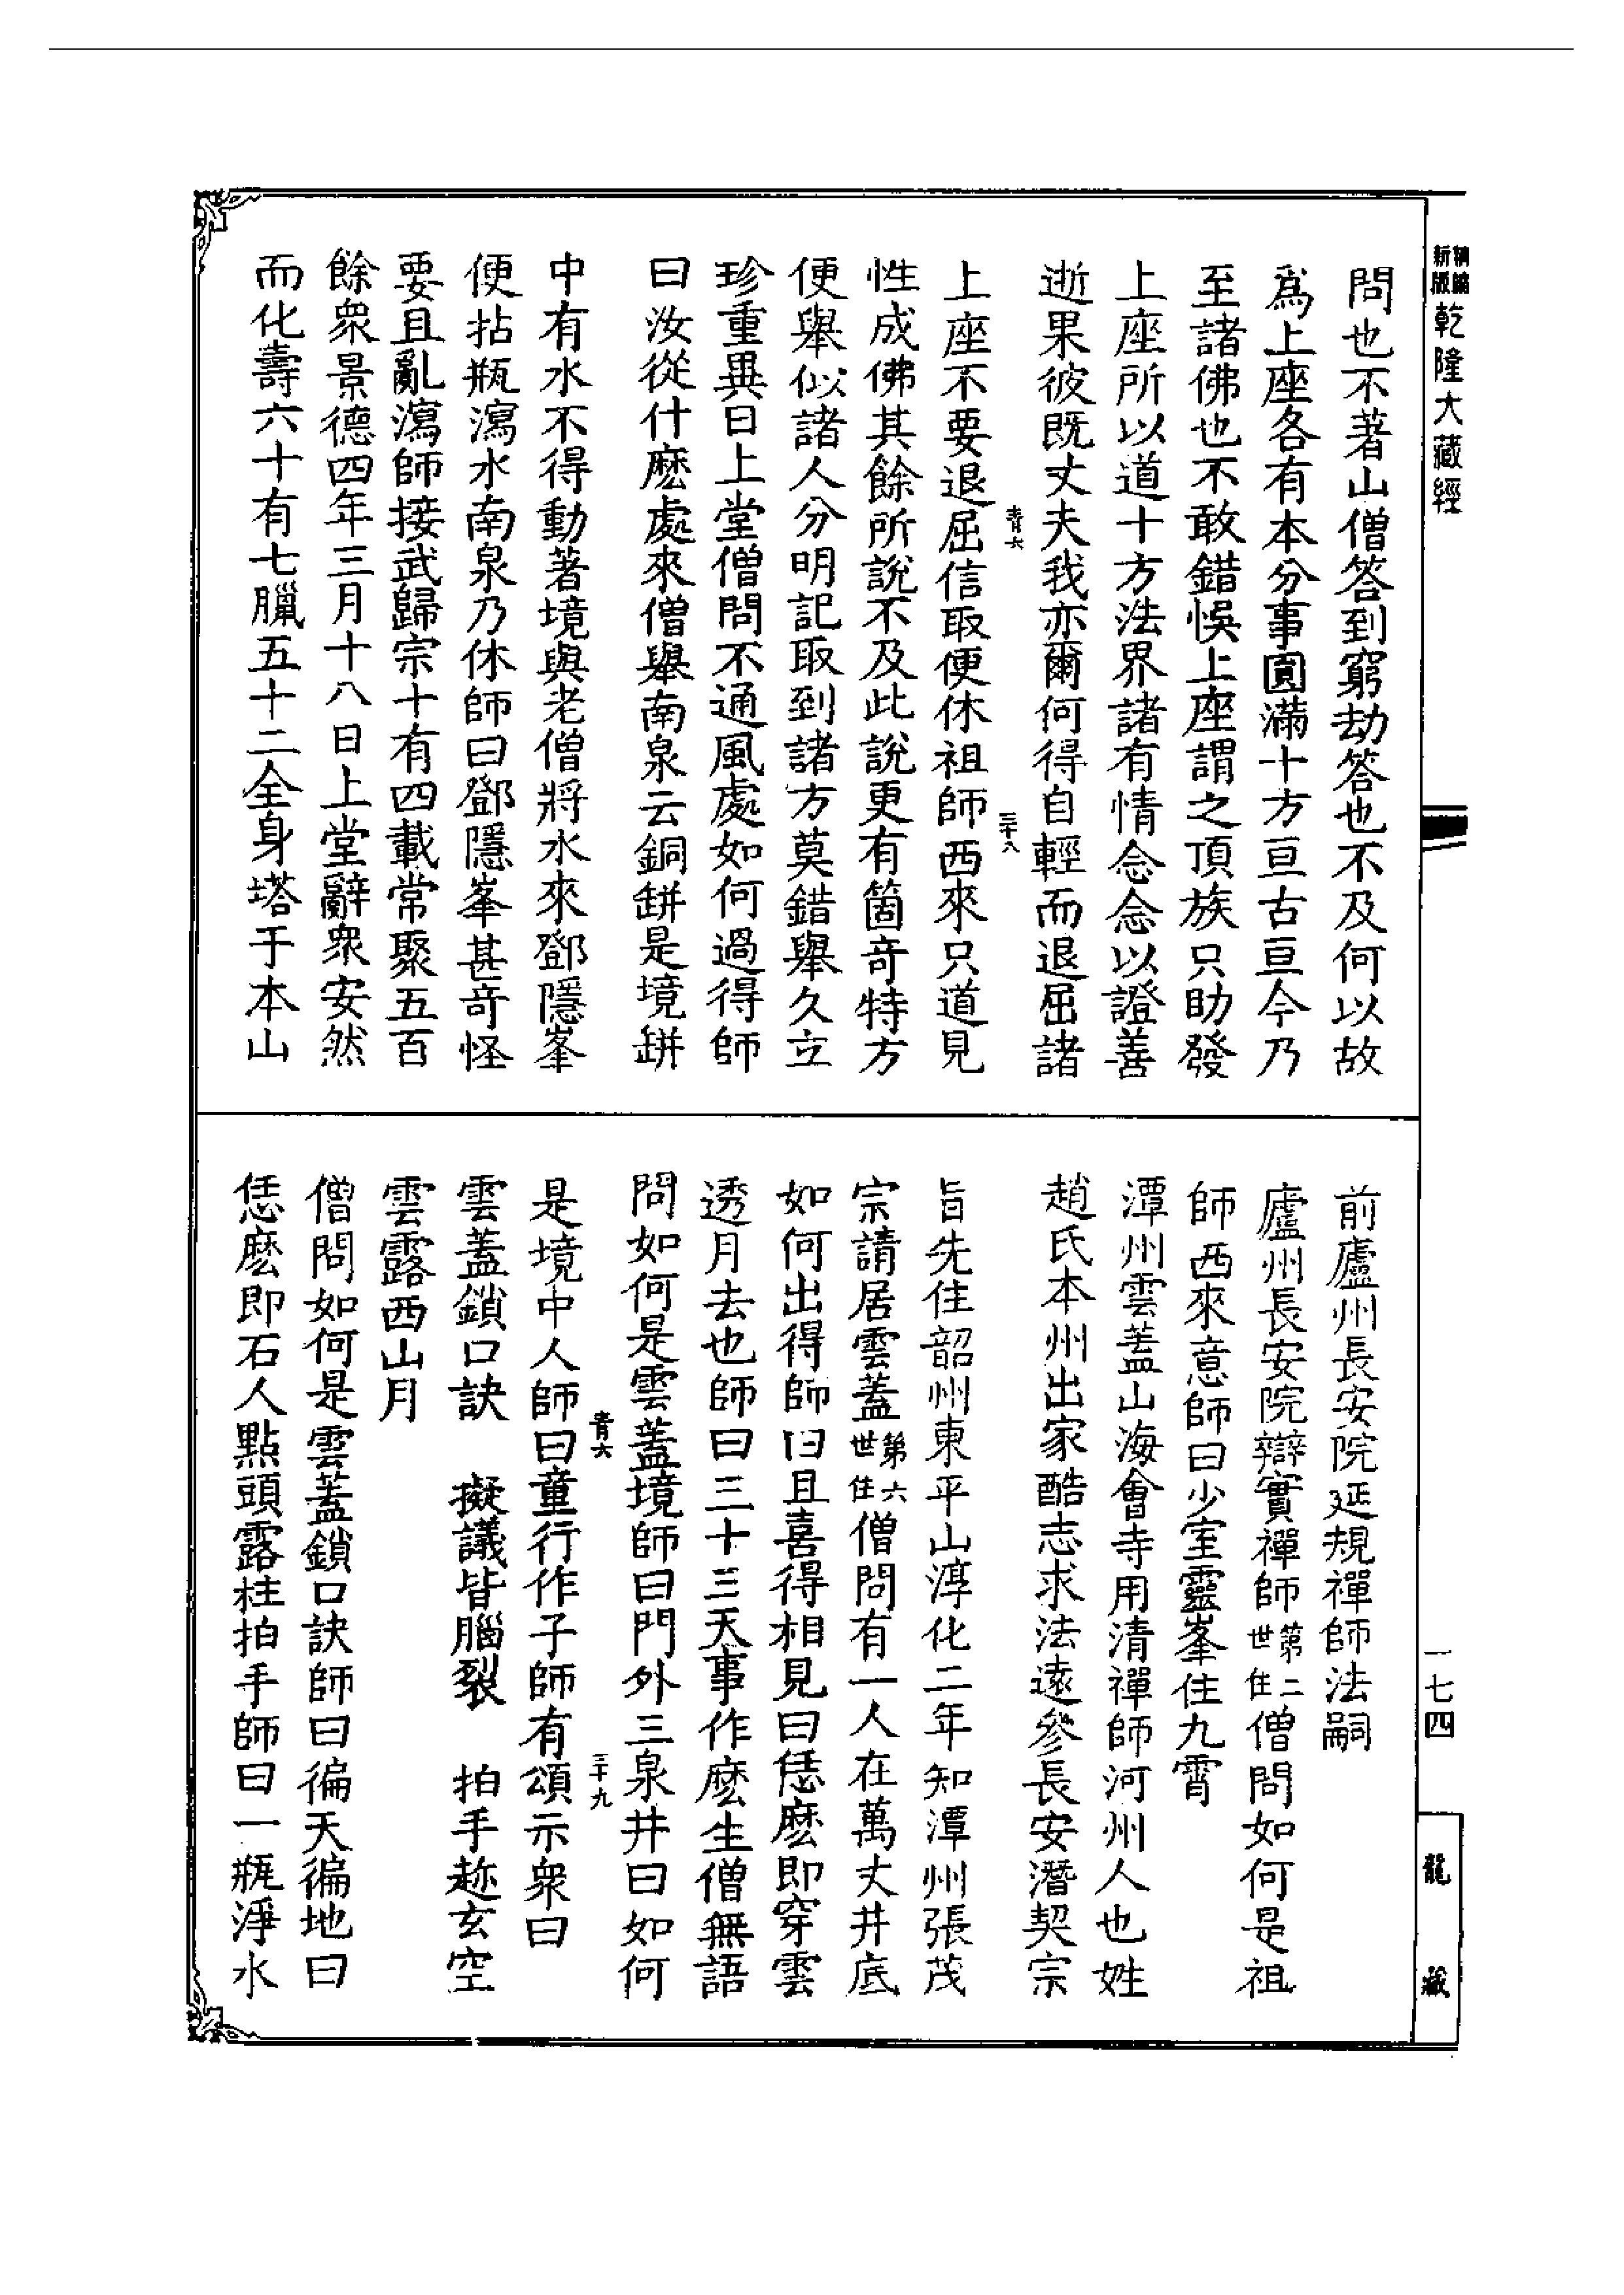 新版精縮乾隆大藏經
問也不著山僧答到窮劫答也不及何以故
爲上座各有本分事圓滿十方亘古亘今乃
至諸佛也不敢錯悞上座謂之頂族只助發
上座所以道十方法界諸有情念念以證善
逝果彼既丈夫我亦爾何得自輕而退屈諸
青六
三十八
上座不要退屈信取便休祖師西來只道見
性成佛其餘所說不及此說更有箇竒特方
便舉似諸人分明記取到諸方莫錯舉久立
珍重異日上堂僧問不通風處如何過得師
曰汝從什麽處來僧舉南泉云銅缾是境缾
中有水不得動著境與老僧將水來鄧隱峯
便拈瓶瀉水南泉乃休師曰鄧隱峯甚竒怪
要且亂瀉師接武歸宗十有四載常聚五百
餘衆景德四年三月十八日上堂辭衆安然
而化壽六十有七臘五十二全身塔于本山
前廬州長安院延規禪師法嗣
廬州長安院辯實禪師第二世住僧問如何是祖
師西來意師曰少室靈峯住九霄
潭州雲蓋山海會寺用清禪師河州人也姓
趙氏本州出家酷志求法遠參長安潛契宗
旨先住韶州東平山淳化二年知潭州張茂
宗請居雲蓋第六世住僧問有一人在萬丈井底
如何出得師曰且喜得相見曰恁麽即穿雲
透月去也師曰三十三天事作麽生僧無語
問如何是雲蓋境師曰門外三泉井曰如何
青六
三十九
是境中人師曰童行作子師有頌示衆曰
雲蓋鎖口訣　擬議皆腦裂　拍手趂玄空
雲露西山月
僧問如何是雲蓋鎖口訣師曰徧天徧地曰
恁麽即石人點頭露柱拍手師曰一瓶淨水
一七四
龍藏